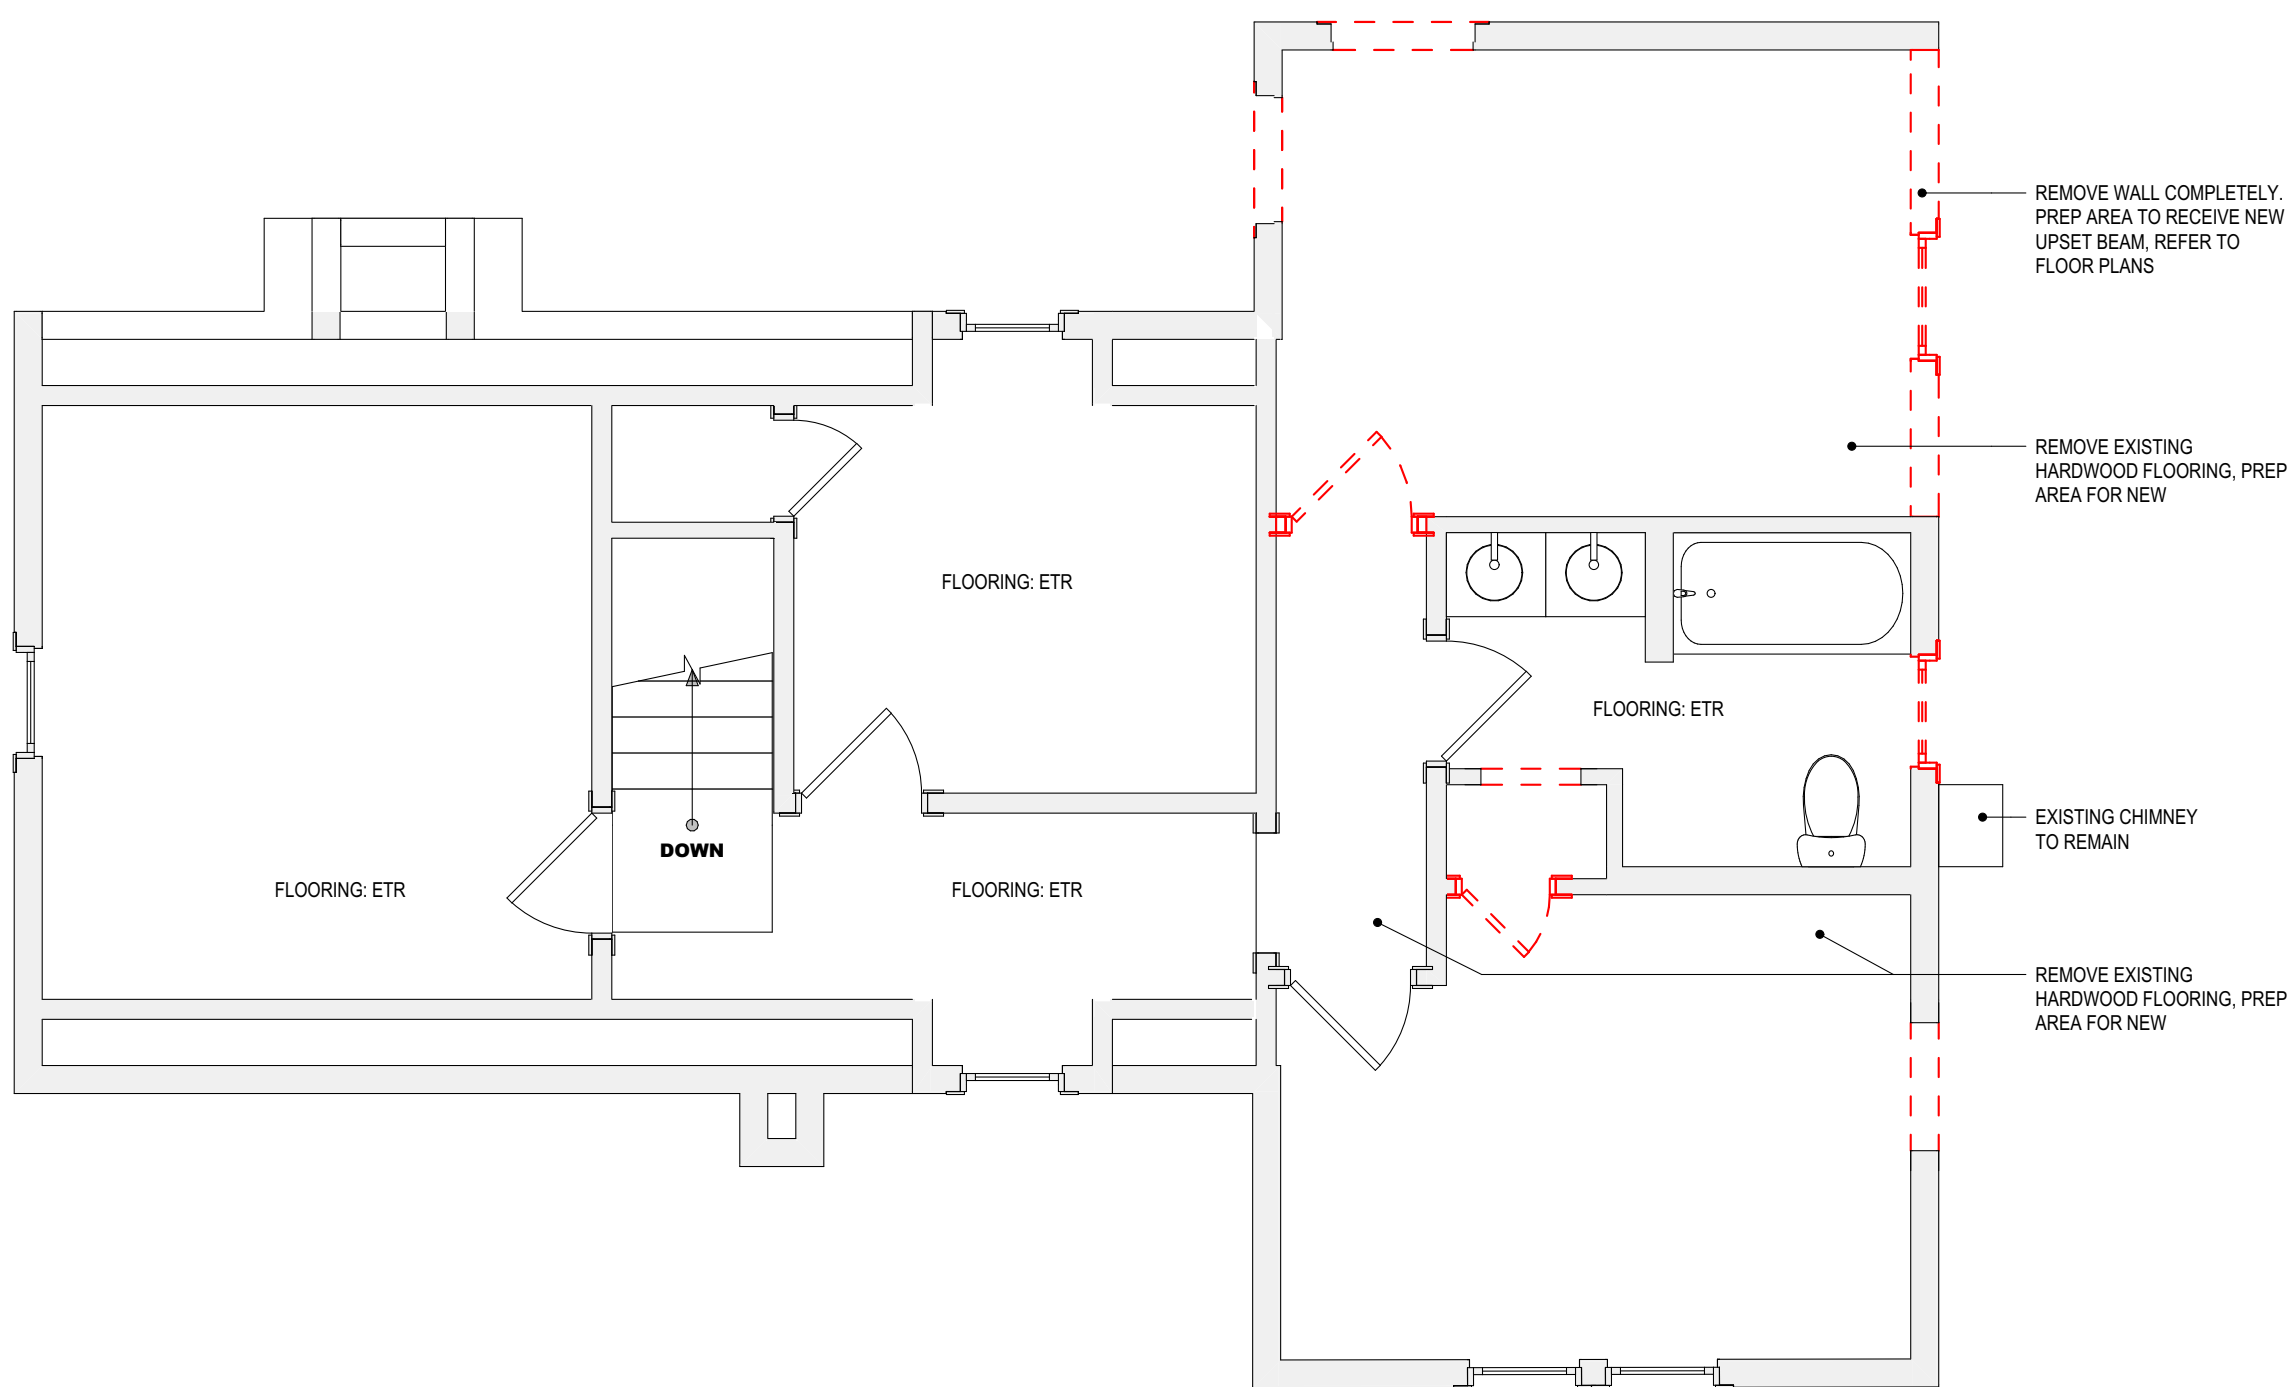 REMOVE WALL COMPLETELY.
PREP AREA TO RECEIVE NEW
UPSET BEAM, REFER TO
FLOOR PLANS
REMOVE EXISTING
HARDWOOD FLOORING, PREP
AREA FOR NEW
FLOORING: ETR
FLOORING: ETR
EXISTING CHIMNEY
TO REMAIN
DOWN
FLOORING: ETR
FLOORING: ETR
REMOVE EXISTING
HARDWOOD FLOORING, PREP
AREA FOR NEW